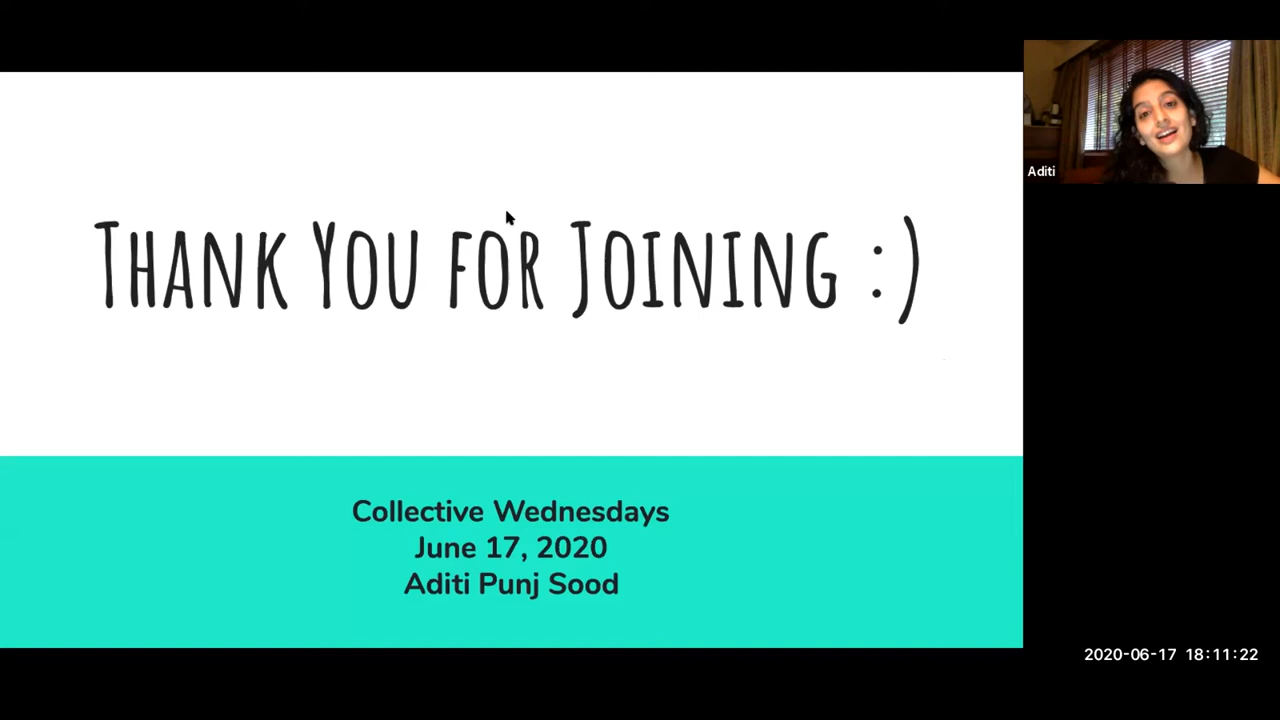 Thank You for Joining :)
Collective Wednesdays
June 17, 2020
Aditi Punj Sood
Aditi
2020-06-17 18:11:22